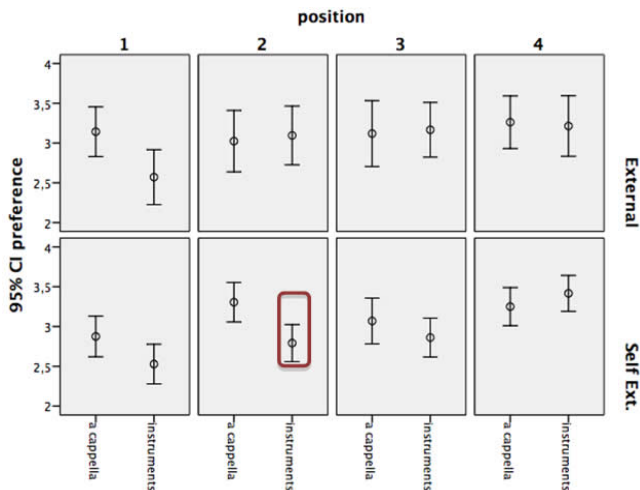 position
1 2 3 4
4
3,5
3
2,5
2
External
4
3,5
3
2,5
2
Self Ext.
95% CI preference
a cappella instruments a cappella instruments a cappella instruments a cappella instruments